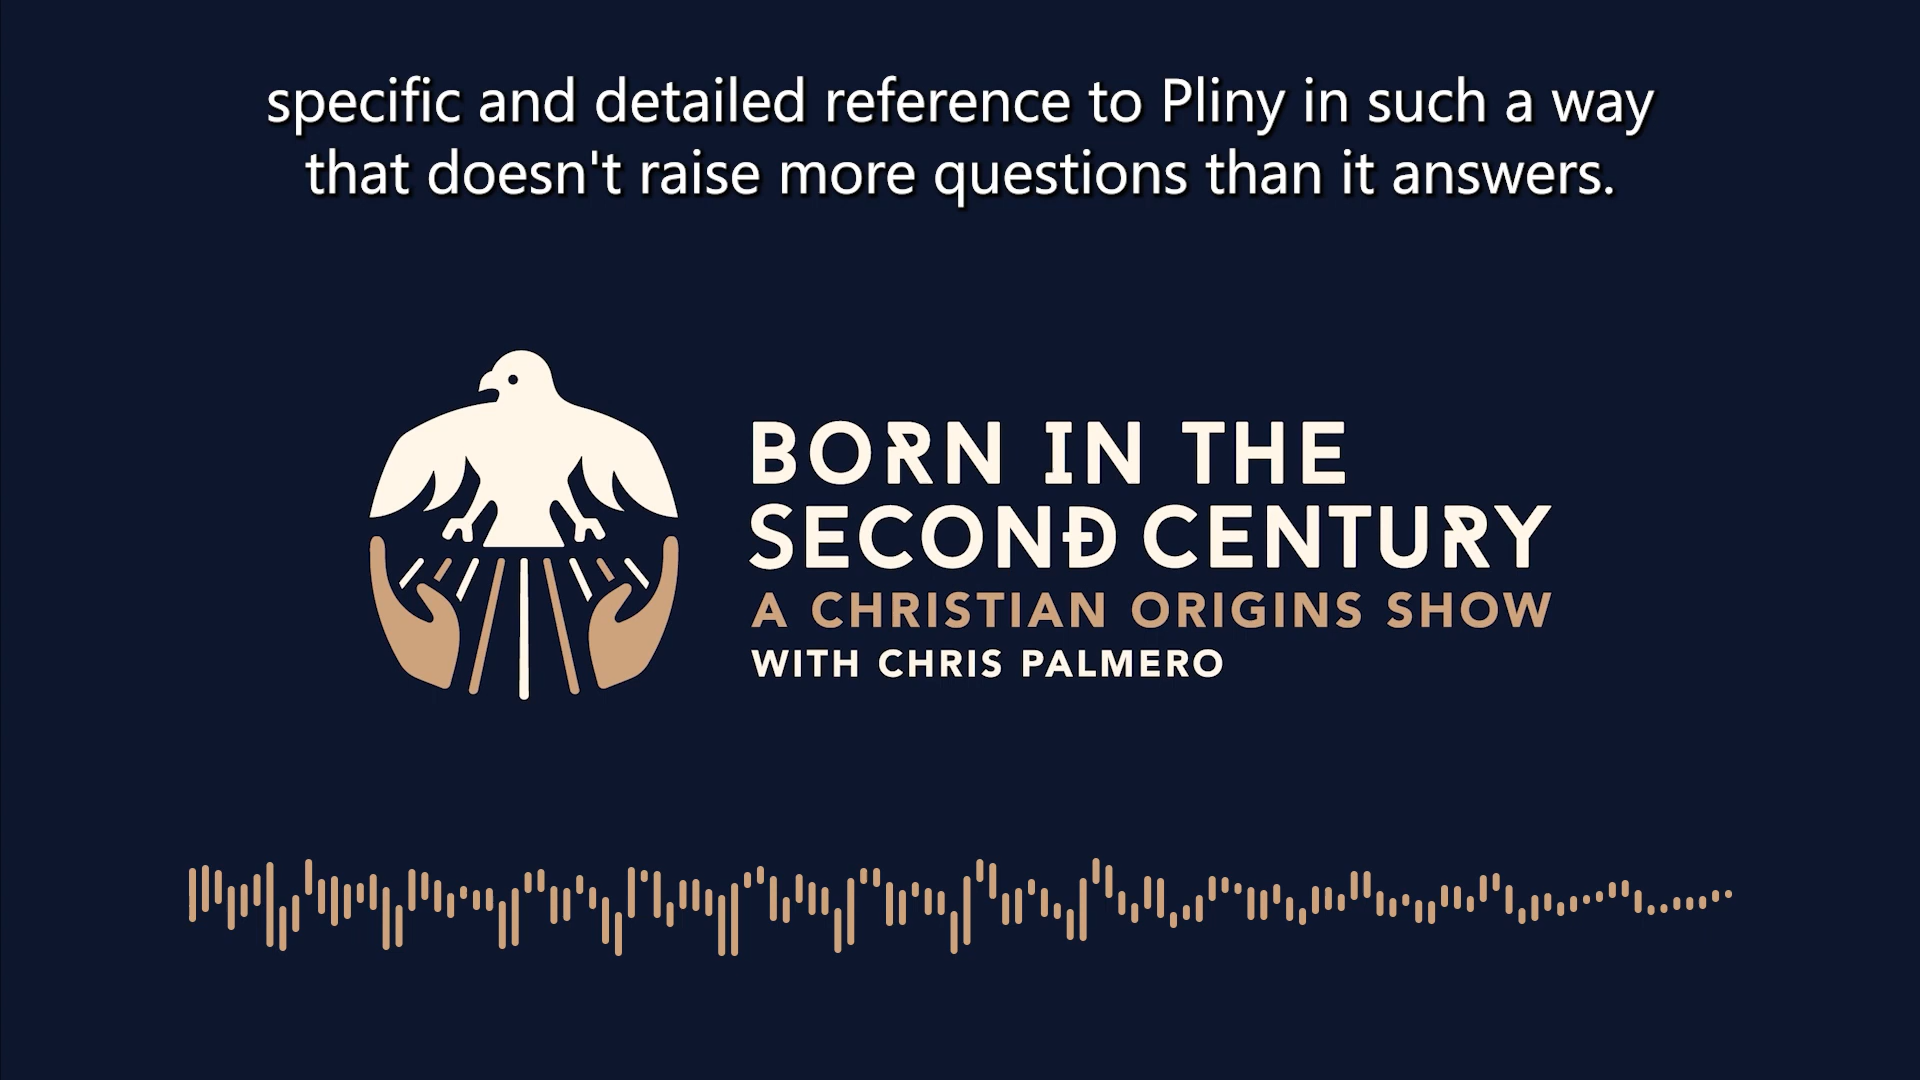 specific and detailed reference to Pliny in such a way
that doesn't raise more questions than it answers.
BORN IN THE
SECOND CENTURY
A CHRISTIAN ORIGINS SHOW
WITH CHRIS PALMERO